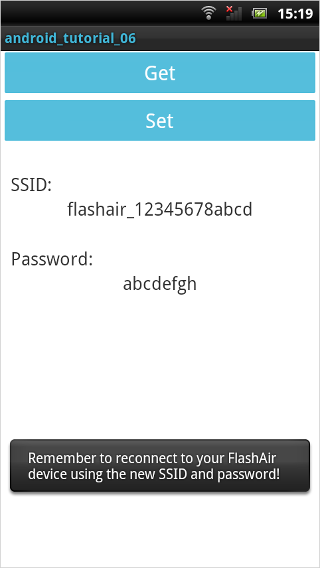 15:19
android_tutorial_06
Get
Set
SSID:
flashair_12345678abcd
Password:
abcdefgh
Remember to reconnect to your FlashAir
device using the new SSID and password!